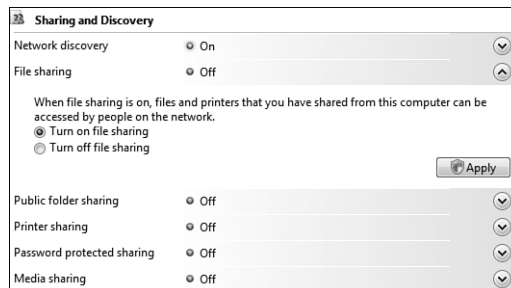 Sharing and Discovery
Network discovery On
File sharing Off
When file sharing is on, files and printers that you have shared from this computer can be
accessed by people on the network.
Turn on file sharing
Turn off file sharing
Apply
Public folder sharing Off
Printer sharing Off
Password protected sharing Off
Media sharing Off